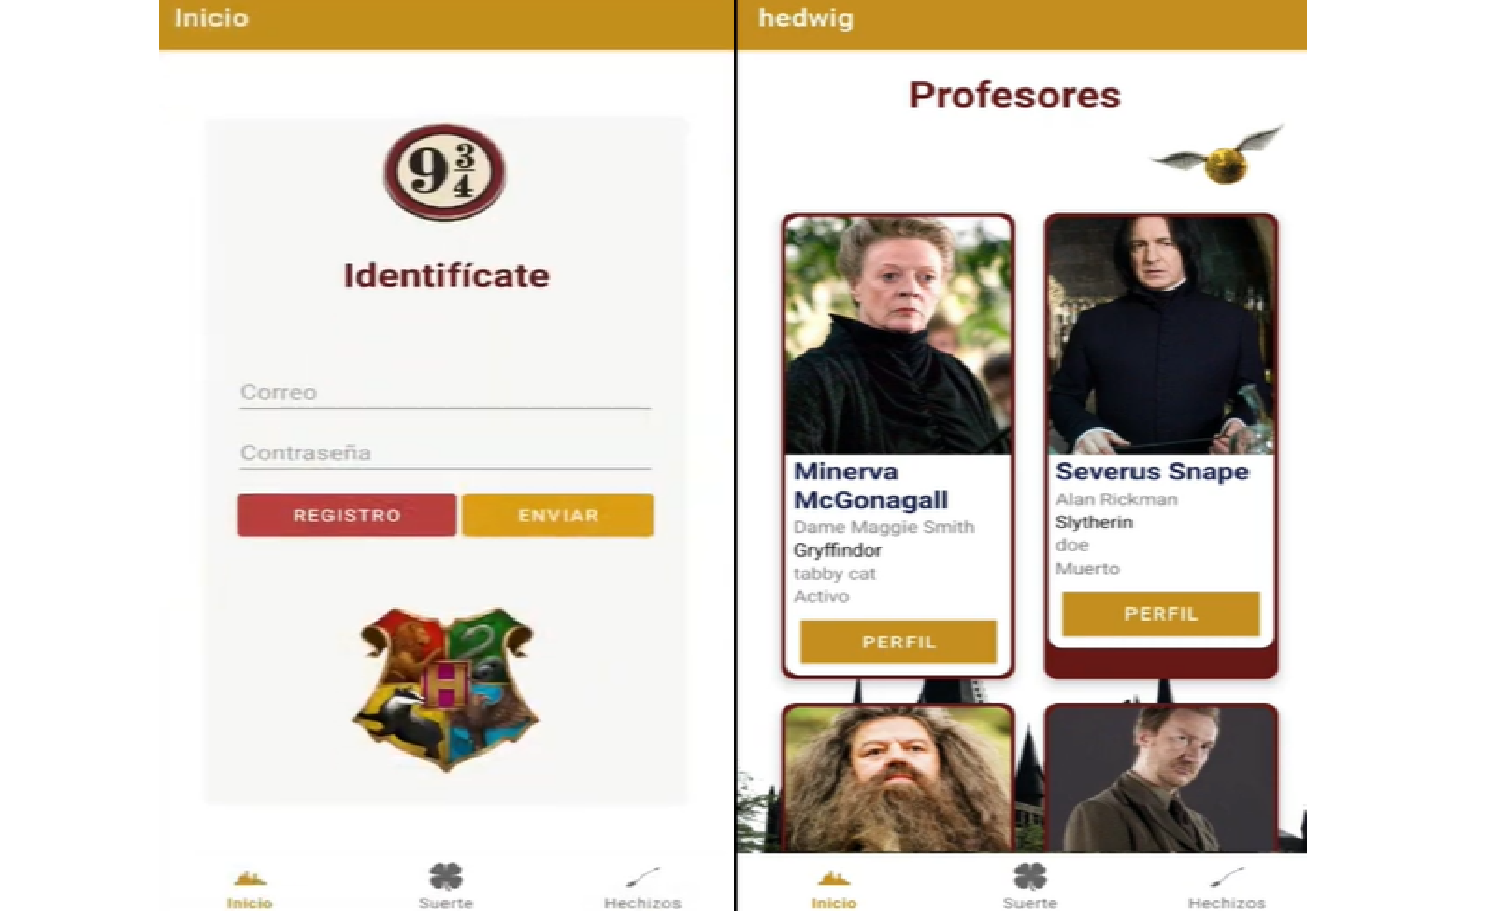 Inicio
9 3/4
Identifícate
Correo
Contraseña
REGISTRO
ENVIAR
H
Inicio
Suerte
Hechizos
hedwig
Profesores
Minerva
McGonagall
Dame Maggie Smith
Gryffindor
tabby cat
Activo
PERFIL
Severus Snape
Alan Rickman
Slytherin
doe
Muerto
PERFIL
Inicio
Suerte
Hechizos